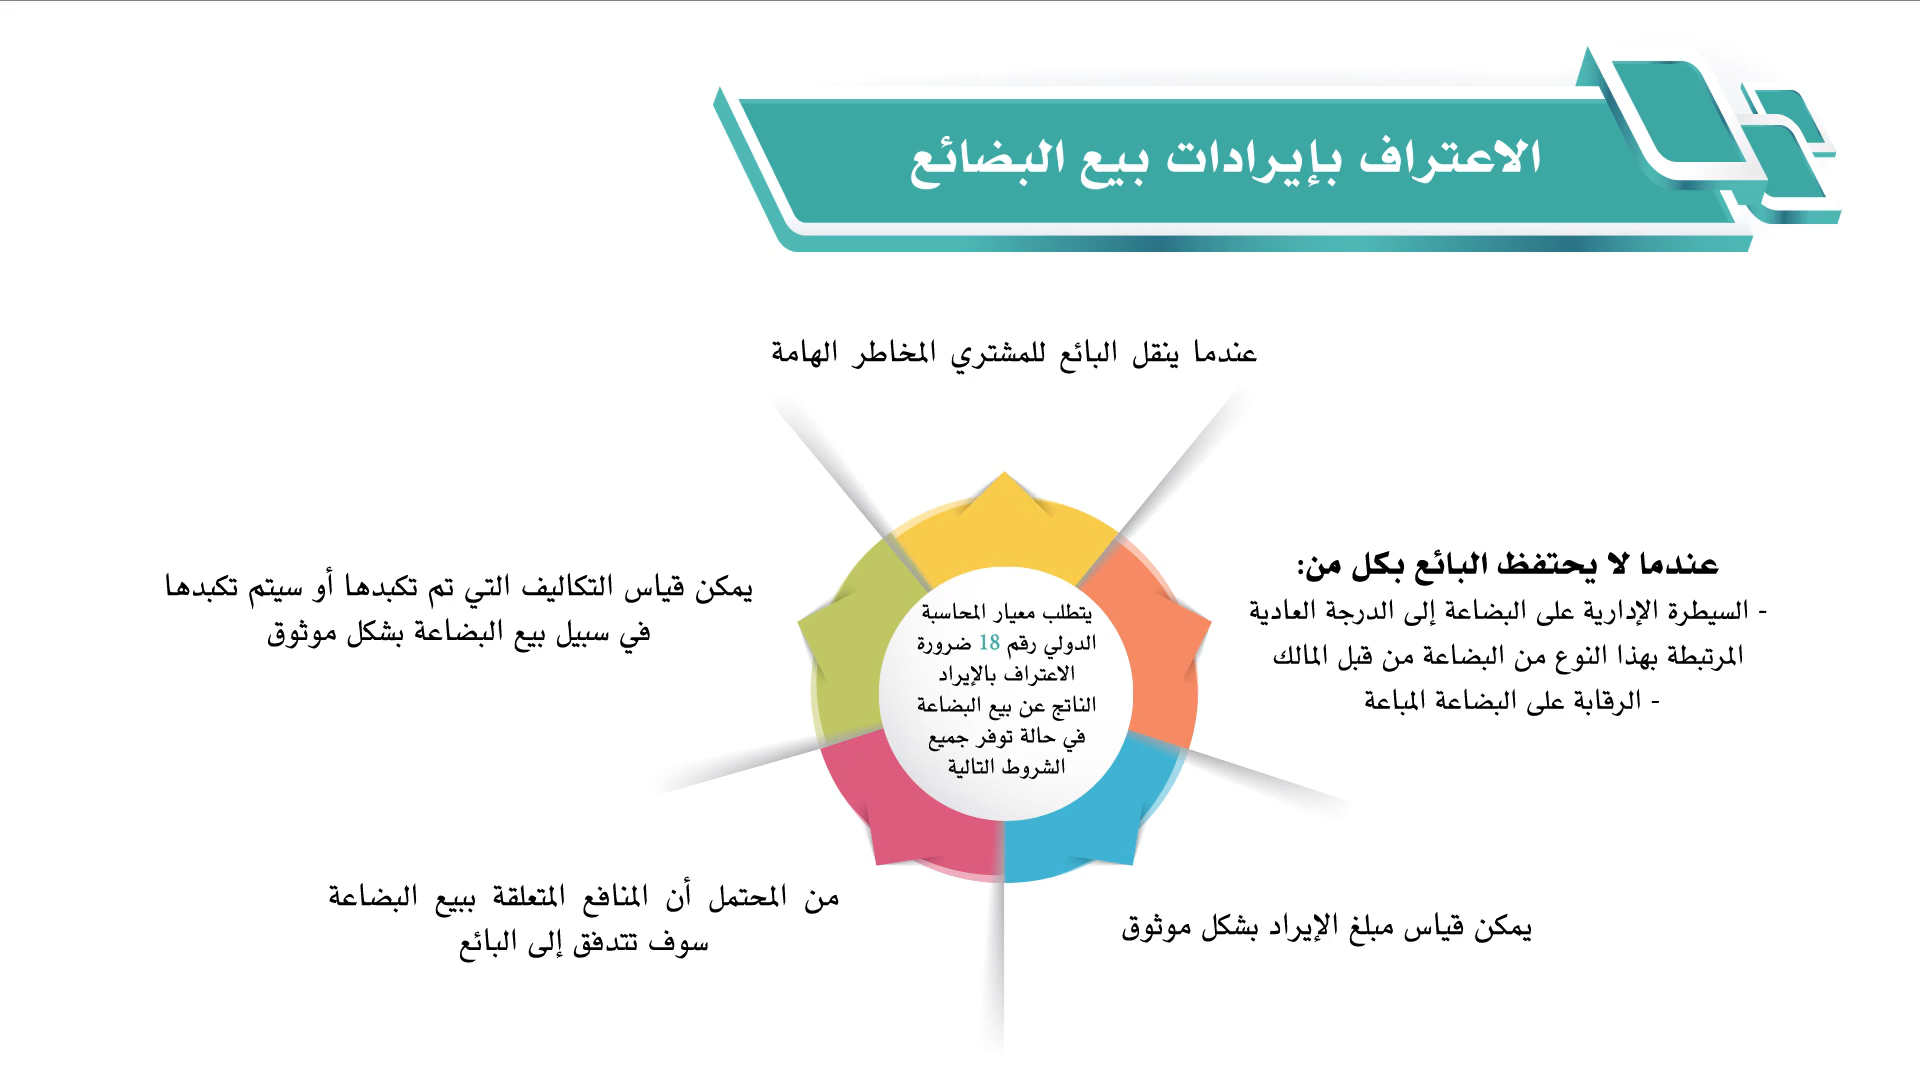 الاعتراف بإيرادات بيع البضائع
عندما ينقل البائع للمشتري المخاطر الهامة
عندما لا يحتفظ البائع بكل من:
- السيطرة الإدارية على البضاعة إلى الدرجة العادية
المرتبطة بهذا النوع من البضاعة من قبل المالك
- الرقابة على البضاعة المباعة
يمكن قياس مبلغ الإيراد بشكل موثوق
من المحتمل أن المنافع المتعلقة ببيع البضاعة
سوف تتدفق إلى البائع
يمكن قياس التكاليف التي تم تكبدها أو سيتم تكبدها
في سبيل بيع البضاعة بشكل موثوق
يتطلب معيار المحاسبة
الدولي رقم 18 ضرورة
الاعتراف بالإيراد
الناتج عن بيع البضاعة
في حالة توفر جميع
الشروط التالية